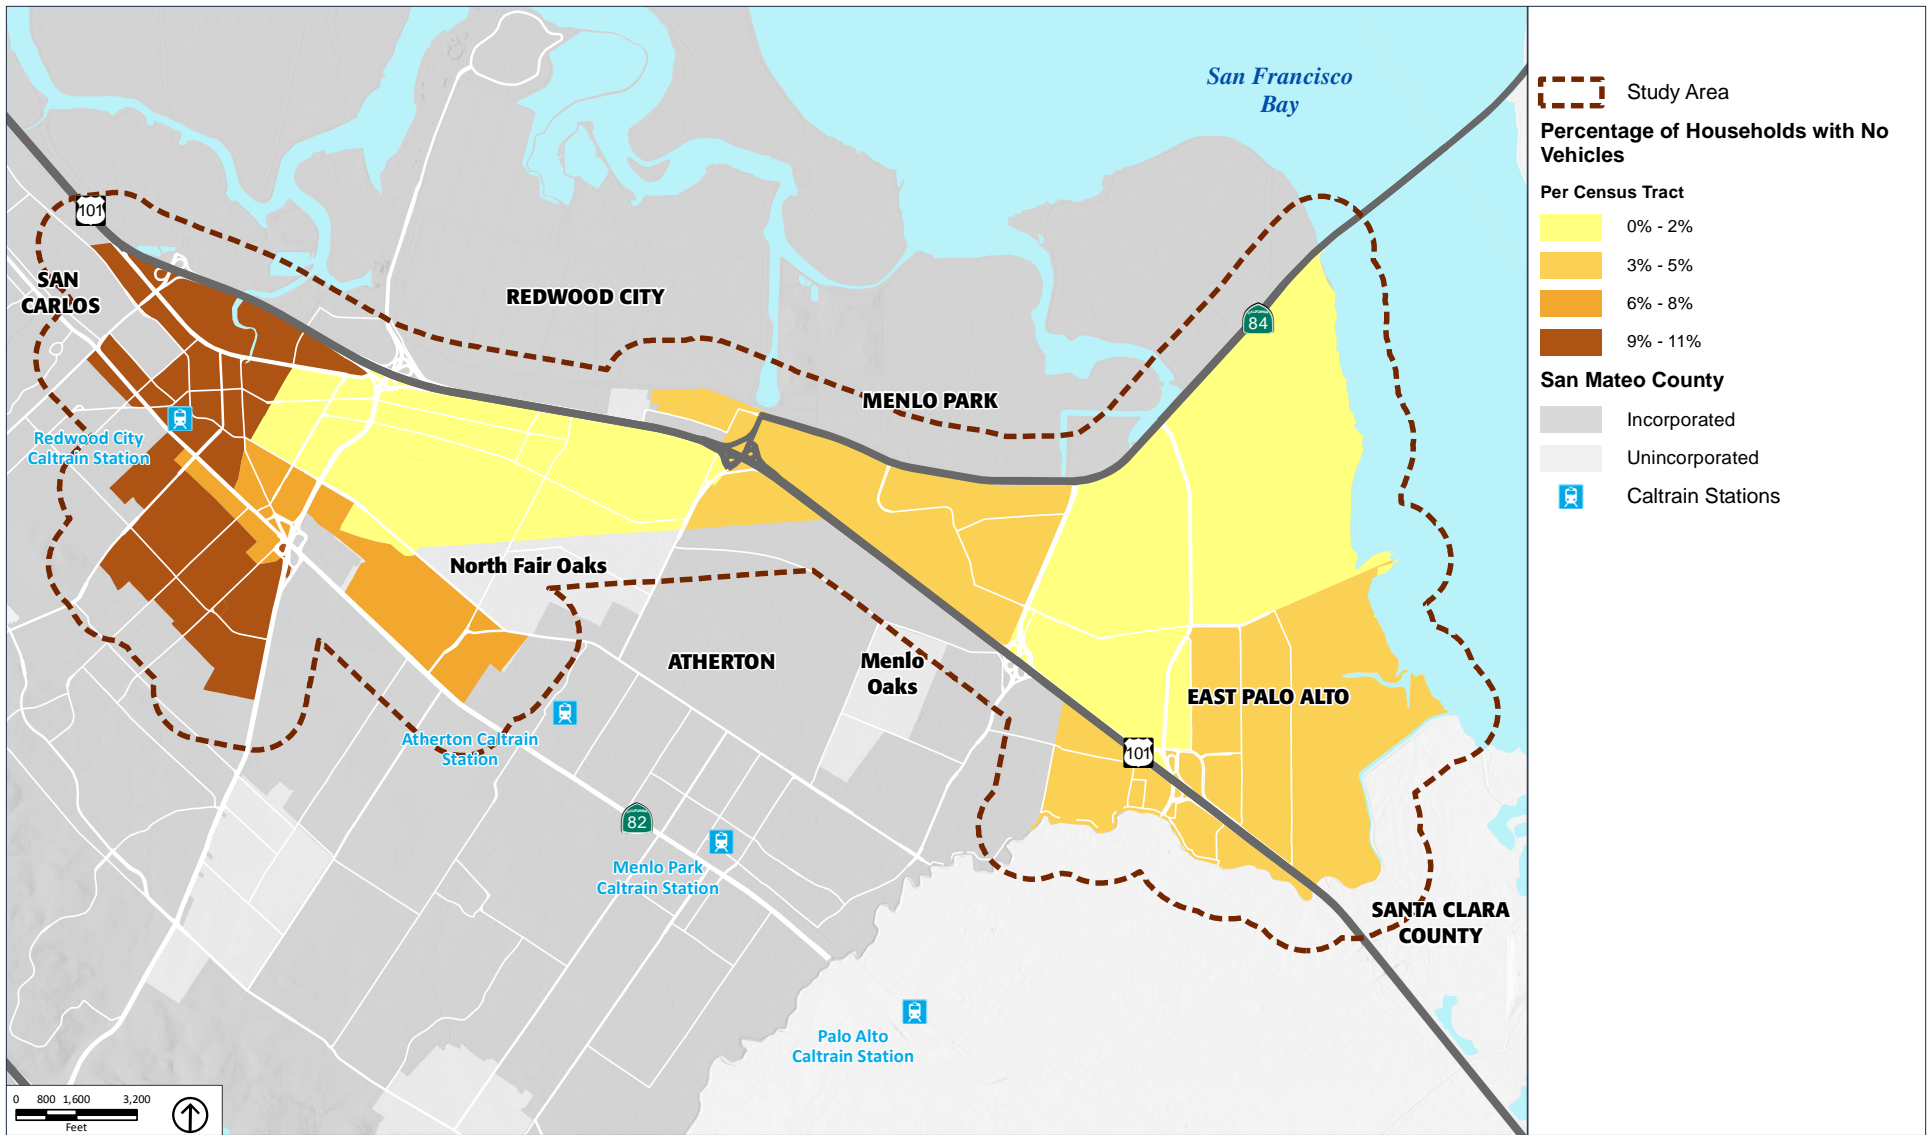 San Francisco
Bay
101
SAN
CARLOS
REDWOOD CITY
84
MENLO PARK
Redwood City
Caltrain Station
North Fair Oaks
ATHERTON
Menlo
Oaks
EAST PALO ALTO
Atherton Caltrain
Station
101
CALIFORNIA
82
Menlo Park
Caltrain Station
SANTA CLARA
COUNTY
Palo Alto
Caltrain Station
0 800 1,600 3,200
Feet
Study Area
Percentage of Households with No
Vehicles
Per Census Tract
0% - 2%
3% - 5%
6% - 8%
9% - 11%
San Mateo County
Incorporated
Unincorporated
Caltrain Stations